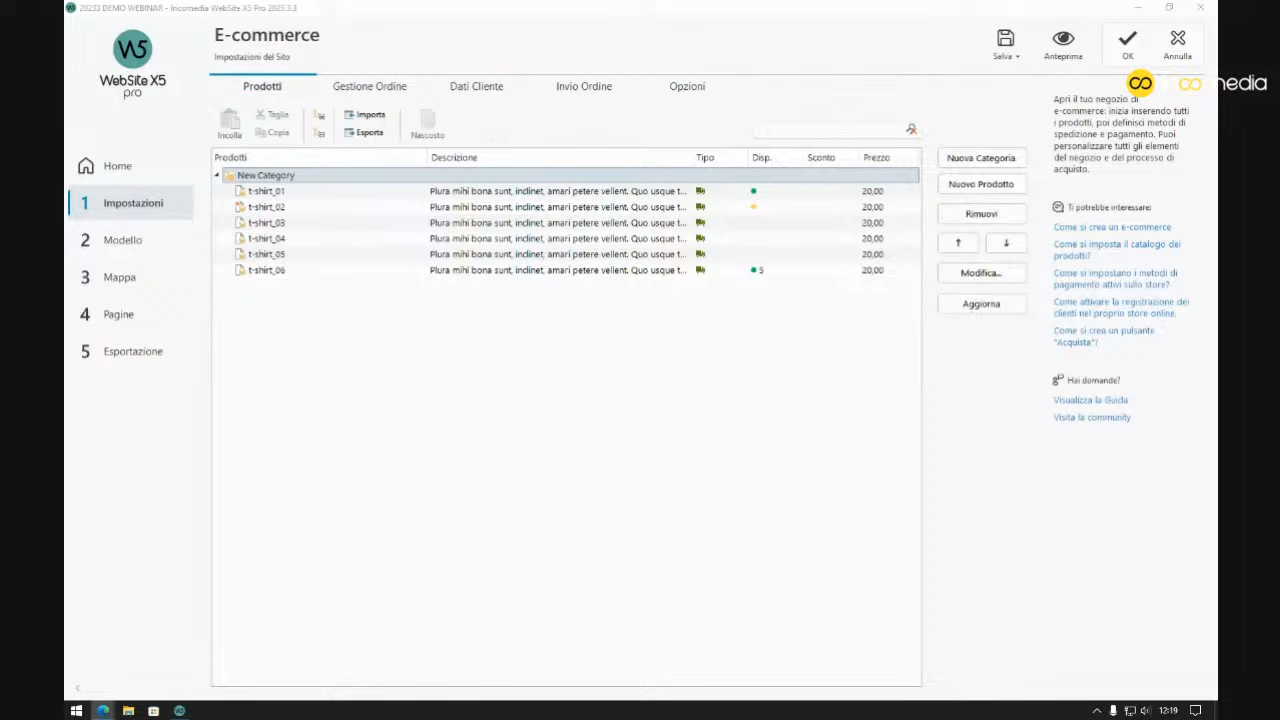 20233 DEMO WEBINAR - Incomedia WebSite X5 Pro 2023.3.3
W5
WebSite X5
pro
E-commerce
Impostazioni del Sito
Salva
Anteprima
OK
Annulla
media
Prodotti
Gestione Ordine
Dati Cliente
Invio Ordine
Opzioni
Incolla
Taglia
Copia
Importa
Esporta
Nascosto
Home
1 Impostazioni
2 Modello
3 Mappa
4 Pagine
5 Esportazione
Prodotti Descrizione Tipo Disp. Sconto Prezzo
New Category
t-shirt_01 Plura mihi bona sunt, inclinet, amari petere vellent. Quo usque t... 20,00
t-shirt_02 Plura mihi bona sunt, inclinet, amari petere vellent. Quo usque t... 20,00
t-shirt_03 Plura mihi bona sunt, inclinet, amari petere vellent. Quo usque t... 20,00
t-shirt_04 Plura mihi bona sunt, inclinet, amari petere vellent. Quo usque t... 20,00
t-shirt_05 Plura mihi bona sunt, inclinet, amari petere vellent. Quo usque t... 20,00
t-shirt_06 Plura mihi bona sunt, inclinet, amari petere vellent. Quo usque t... 5 20,00
Nuova Categoria
Nuovo Prodotto
Rimuovi
Modifica...
Aggiorna
Apri il tuo negozio di
e-commerce: inizia inserendo tutti
i prodotti, poi definisci metodi di
spedizione e pagamento. Puoi
personalizzare tutti gli elementi
del negozio e del processo di
acquisto.
Ti potrebbe interessare:
Come si crea un e-commerce
Come si imposta il catalogo dei
prodotti?
Come si impostano i metodi di
pagamento attivi sullo store?
Come attivare la registrazione dei
clienti nel proprio store online.
Come si crea un pulsante
"Acquista"?
Hai domande?
Visualizza la Guida
Visita la community
12:19